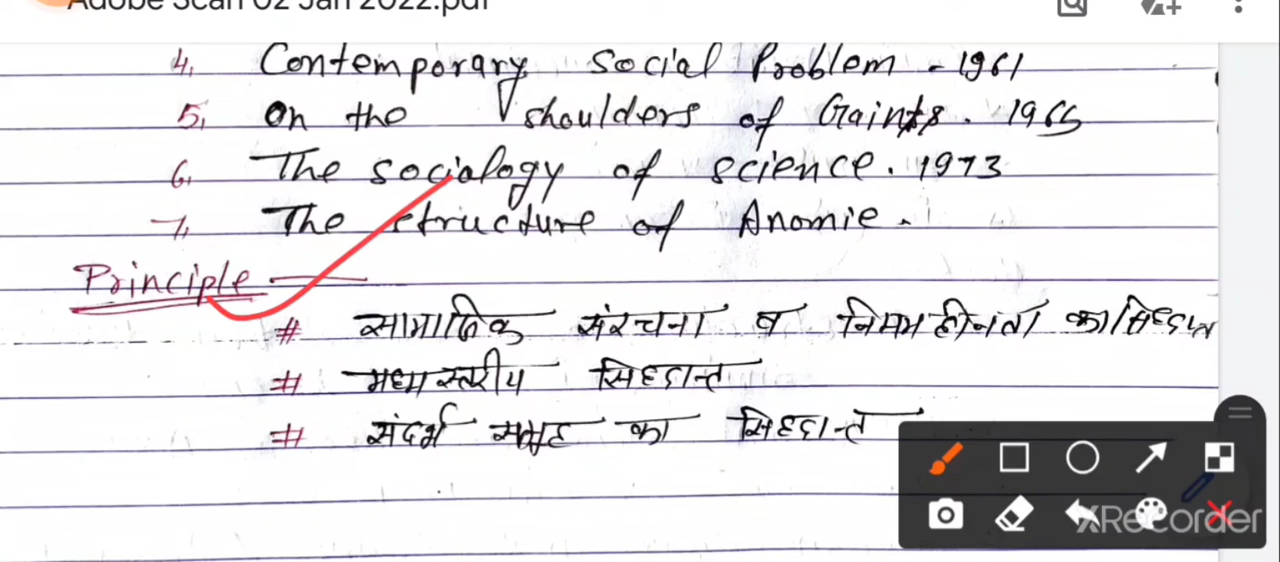 Adobe Scan 02 Jan 2022.pdf
4. Contemporary Social Problem - 1961
5. On the shoulders of Gaints. 1965
6. The sociology of science. 1973
7. The structure of Anomie.
Principle
# सामाजिक संरचना व नियमहीनता का सिद्धान्त
# मध्यस्तरीय सिद्धान्त
# संदर्भ समूह का सिद्धान्त
XRecorder